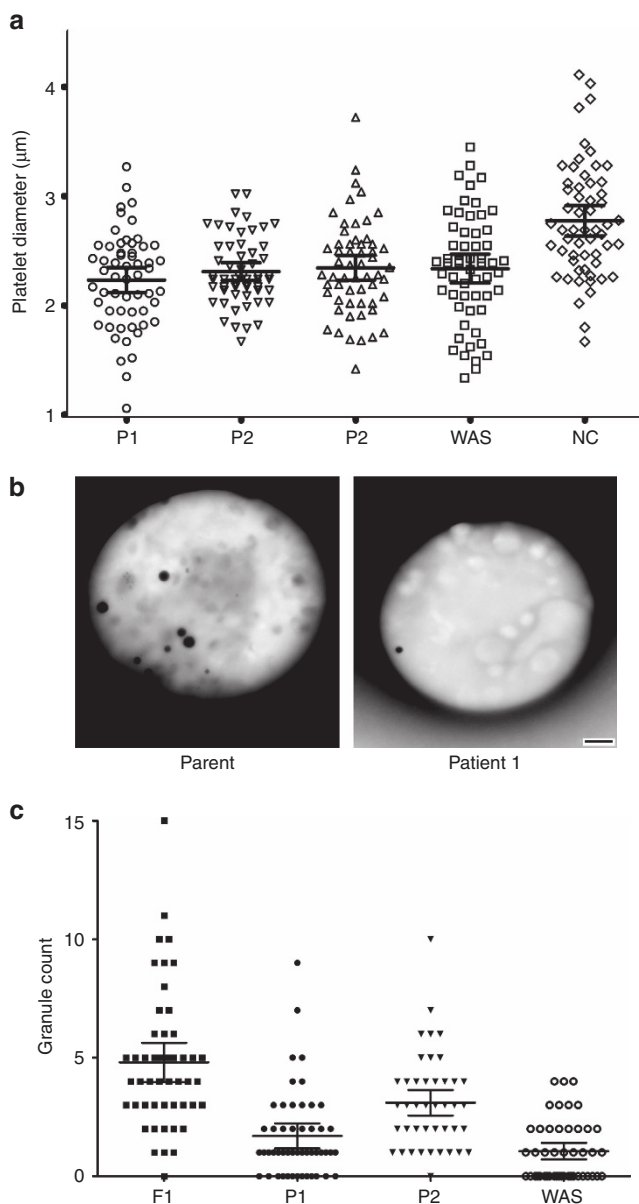 a
4
3
2
1
Platelet diameter (μm)
P1 P2 P2 WAS NC
b
Parent Patient 1
c
15
10
5
0
Granule count
F1 P1 P2 WAS